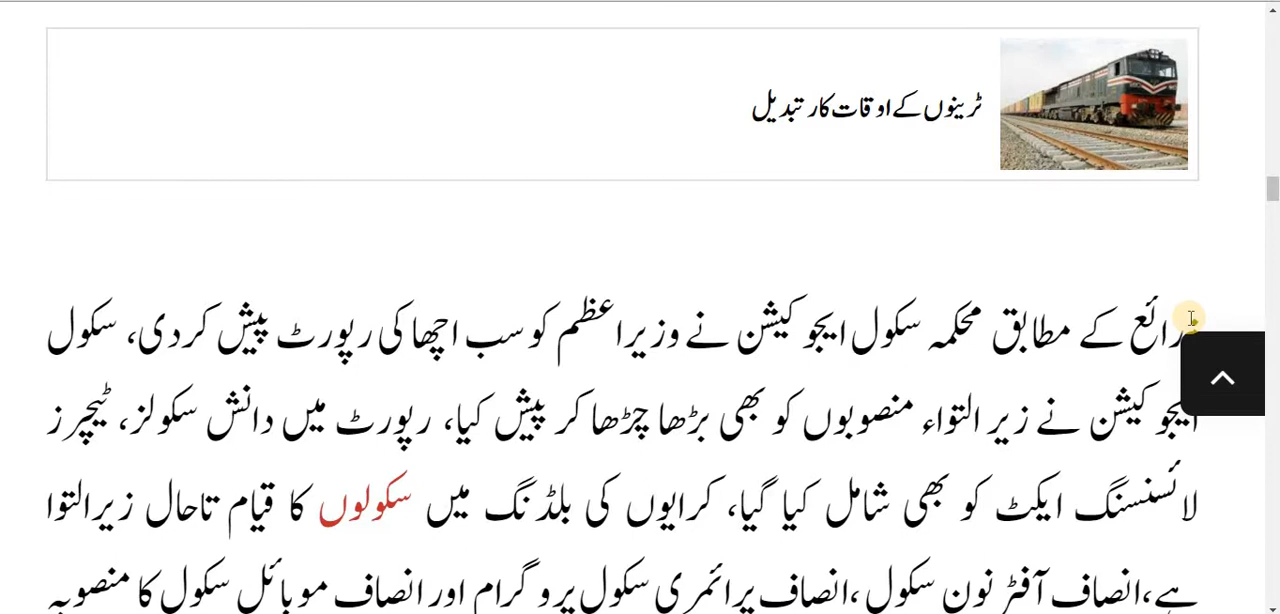 ٹرینوں کے اوقات کار تبدیل
ذرائع کے مطابق محکمہ سکول ایجوکیشن نے وزیراعظم کو سب اچھا کی رپورٹ پیش کردی، سکول
ایجوکیشن نے زیر التواء منصوبوں کو بھی بڑھا چڑھا کر پیش کیا، رپورٹ میں دانش سکولز، ٹیچرز
لائسنسنگ ایکٹ کو بھی شامل کیا گیا، کرایوں کی بلڈنگ میں سکولوں کا قیام تاحال زیرالتوا
ہے،انصاف آفٹر نون سکول ،انصاف پرائمری سکول پروگرام اور انصاف موبائل سکول کا منصوبہ